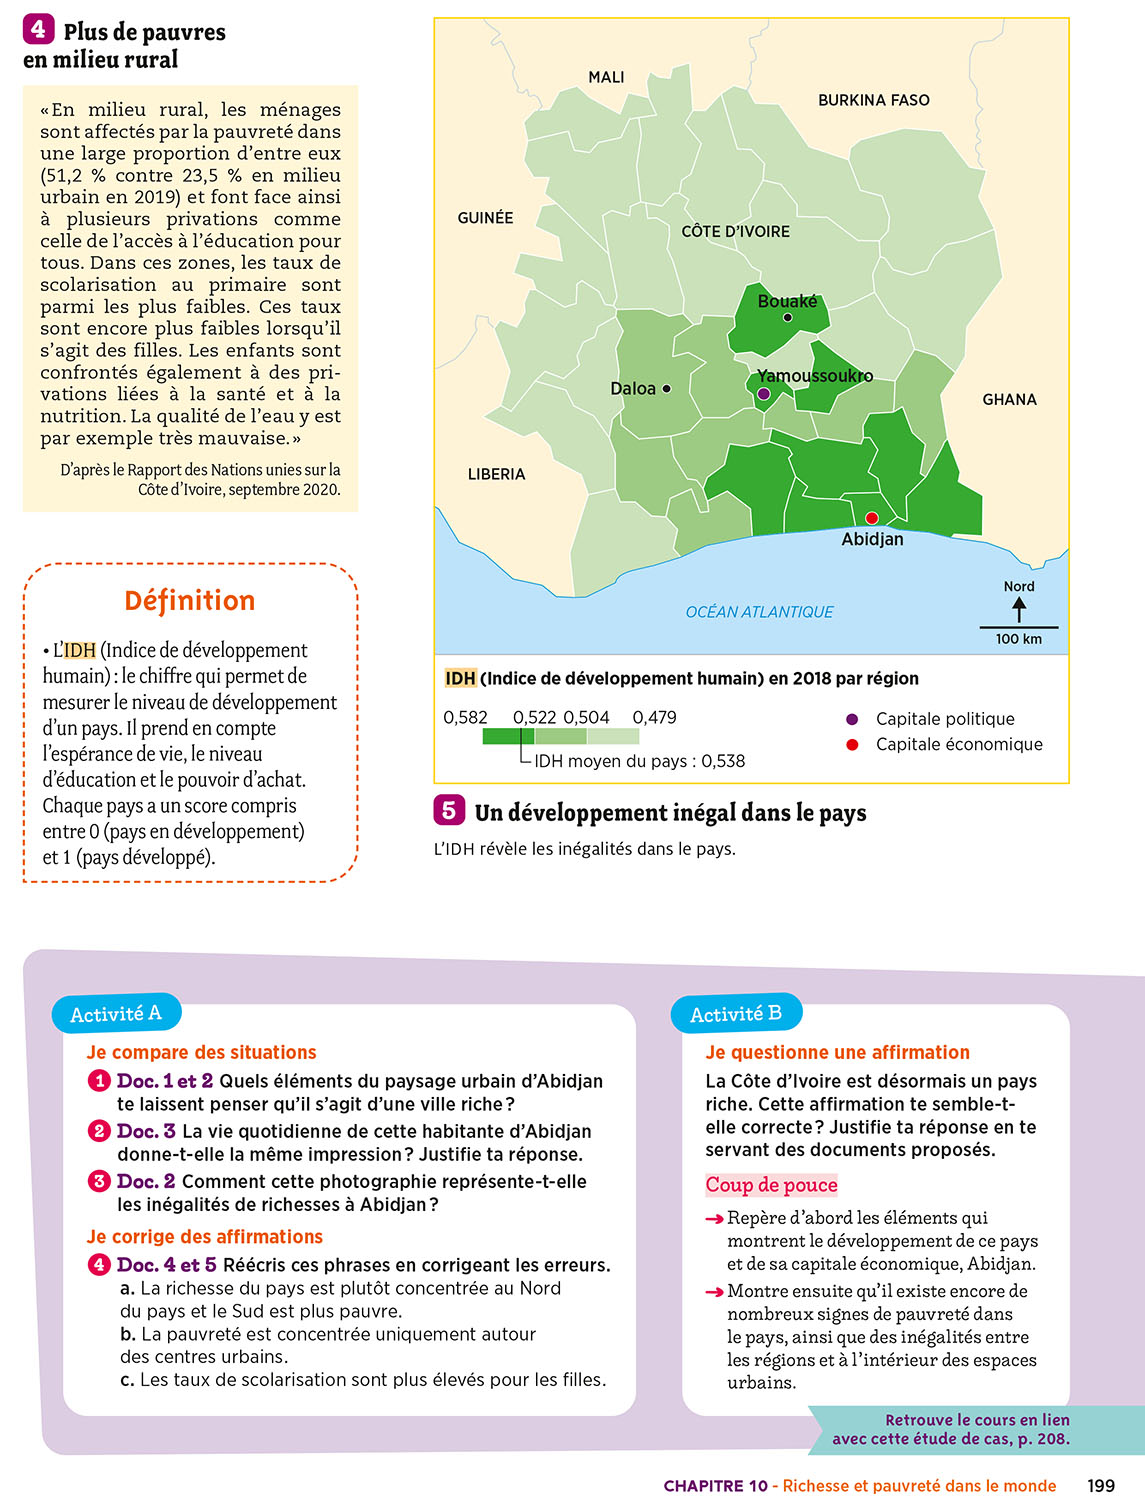 4 Plus de pauvres
en milieu rural
« En milieu rural, les ménages
sont affectés par la pauvreté dans
une large proportion d'entre eux
(51,2 % contre 23,5 % en milieu
urbain en 2019) et font face ainsi
à plusieurs privations comme
celle de l'accès à l'éducation pour
tous. Dans ces zones, les taux de
scolarisation au primaire sont
parmi les plus faibles. Ces taux
sont encore plus faibles lorsqu'il
s'agit des filles. Les enfants sont
confrontés également à des pri-
vations liées à la santé et à la
nutrition. La qualité de l'eau y est
par exemple très mauvaise. »
D'après le Rapport des Nations unies sur la
Côte d'Ivoire, septembre 2020.
Définition
• L'IDH (Indice de développement
humain) : le chiffre qui permet de
mesurer le niveau de développement
d'un pays. Il prend en compte
l'espérance de vie, le niveau
d'éducation et le pouvoir d'achat.
Chaque pays a un score compris
entre 0 (pays en développement)
et 1 (pays développé).
MALI
BURKINA FASO
GUINÉE
CÔTE D'IVOIRE
Bouaké
Yamoussoukro
Daloa
GHANA
LIBERIA
Abidjan
Nord
OCÉAN ATLANTIQUE
100 km
IDH (Indice de développement humain) en 2018 par région
0,582 0,522 0,504 0,479
IDH moyen du pays : 0,538
Capitale politique
Capitale économique
5 Un développement inégal dans le pays
L'IDH révèle les inégalités dans le pays.
Activité A
Je compare des situations
1 Doc. 1 et 2 Quels éléments du paysage urbain d'Abidjan
te laissent penser qu'il s'agit d'une ville riche ?
2 Doc. 3 La vie quotidienne de cette habitante d'Abidjan
donne-t-elle la même impression ? Justifie ta réponse.
3 Doc. 2 Comment cette photographie représente-t-elle
les inégalités de richesses à Abidjan ?
Je corrige des affirmations
4 Doc. 4 et 5 Réécris ces phrases en corrigeant les erreurs.
a. La richesse du pays est plutôt concentrée au Nord
du pays et le Sud est plus pauvre.
b. La pauvreté est concentrée uniquement autour
des centres urbains.
c. Les taux de scolarisation sont plus élevés pour les filles.
Activité B
Je questionne une affirmation
La Côte d'Ivoire est désormais un pays
riche. Cette affirmation te semble-t-
elle correcte ? Justifie ta réponse en te
servant des documents proposés.
Coup de pouce
→ Repère d'abord les éléments qui
montrent le développement de ce pays
et de sa capitale économique, Abidjan.
→ Montre ensuite qu'il existe encore de
nombreux signes de pauvreté dans
le pays, ainsi que des inégalités entre
les régions et à l'intérieur des espaces
urbains.
Retrouve le cours en lien
avec cette étude de cas, p. 208.
CHAPITRE 10 - Richesse et pauvreté dans le monde 199